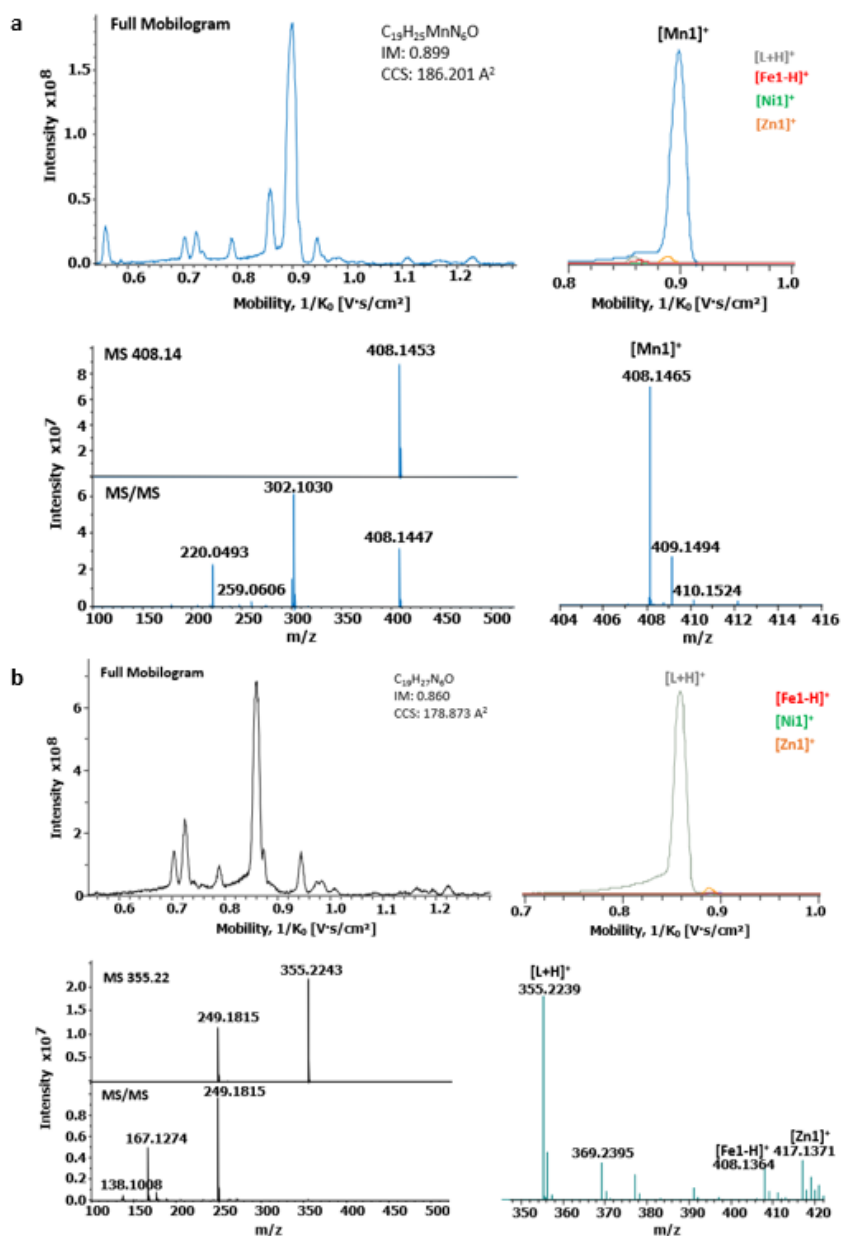 a
Full Mobilogram
C₁₉H₂₅MnN₆O
IM: 0.899
CCS: 186.201 A²
[Mn1]⁺
[L+H]⁺
[Fe1-H]⁺
[Ni1]⁺
[Zn1]⁺
Intensity x10⁸
1.5
1.0
0.5
0.0
0.6 0.7 0.8 0.9 1.0 1.1 1.2
Mobility, 1/K₀ [V·s/cm²]
0.8 0.9 1.0
Mobility, 1/K₀ [V·s/cm²]
MS 408.14
408.1453
8
6
4
2
Intensity x10⁷
MS/MS
302.1030
220.0493
259.0606
408.1447
6
4
2
0
100 150 200 250 300 350 400 450 500
m/z
[Mn1]⁺
408.1465
409.1494
410.1524
404 406 408 410 412 414 416
m/z
b
Full Mobilogram
C₁₉H₂₇N₆O
IM: 0.860
CCS: 178.873 A²
[L+H]⁺
[Fe1-H]⁺
[Ni1]⁺
[Zn1]⁺
Intensity x10⁸
6
4
2
0
0.6 0.7 0.8 0.9 1.0 1.1 1.2
Mobility, 1/K₀ [V·s/cm²]
0.7 0.8 0.9 1.0
Mobility, 1/K₀ [V·s/cm²]
MS 355.22
355.2243
249.1815
2.0
1.5
1.0
0.5
Intensity x10⁷
MS/MS
249.1815
167.1274
138.1008
0.8
0.6
0.4
0.2
0.0
100 150 200 250 300 350 400 450 500
m/z
[L+H]⁺
355.2239
369.2395
[Fe1-H]⁺
408.1364
[Zn1]⁺
417.1371
350 360 370 380 390 400 410 420
m/z